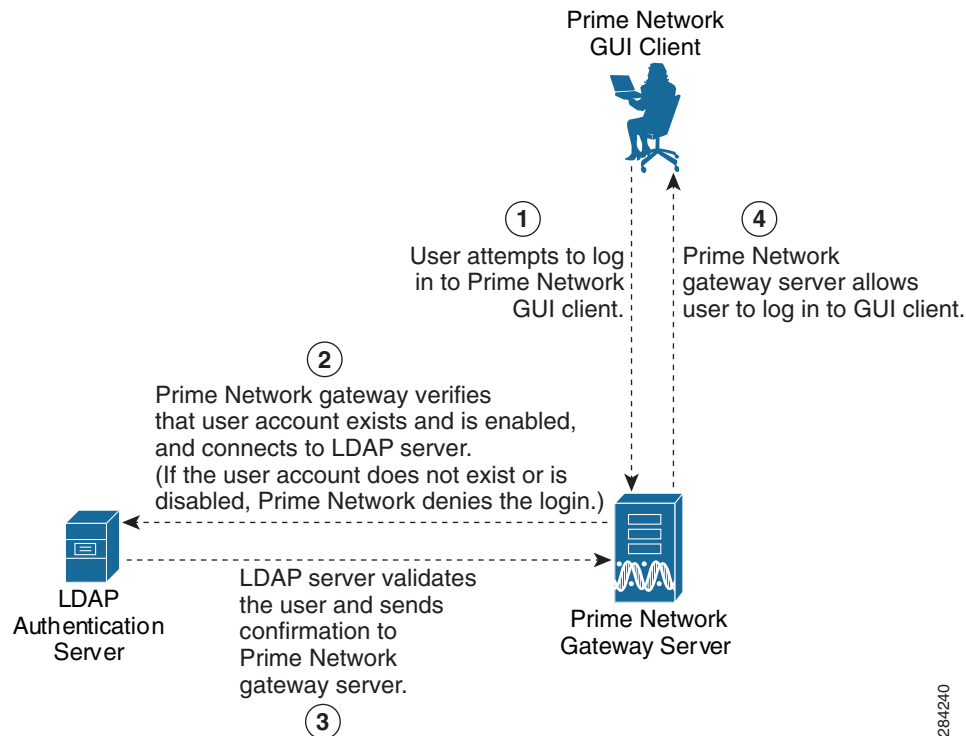 Prime Network
GUI Client
1
User attempts to log
in to Prime Network
GUI client.
4
Prime Network
gateway server allows
user to log in to GUI client.
2
Prime Network gateway verifies
that user account exists and is enabled,
and connects to LDAP server.
(If the user account does not exist or is
disabled, Prime Network denies the login.)
LDAP
Authentication
Server
LDAP server validates
the user and sends
confirmation to
Prime Network
gateway server.
3
Prime Network
Gateway Server
284240